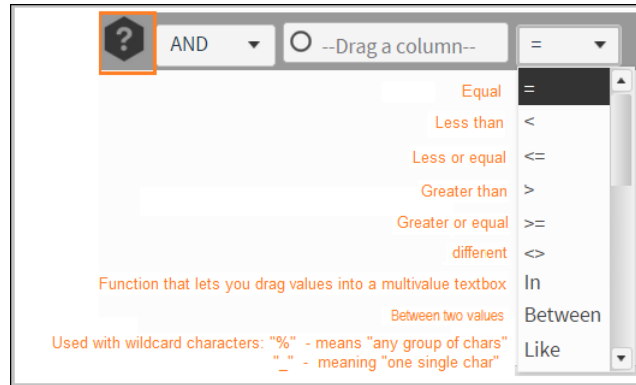 ? AND --Drag a column-- =
Equal =
Less than <
Less or equal <=
Greater than >
Greater or equal >=
different <>
Function that lets you drag values into a multivalue textbox In
Between two values Between
Used with wildcard characters: "%" - means "any group of chars" Like
"_" - meaning "one single char"